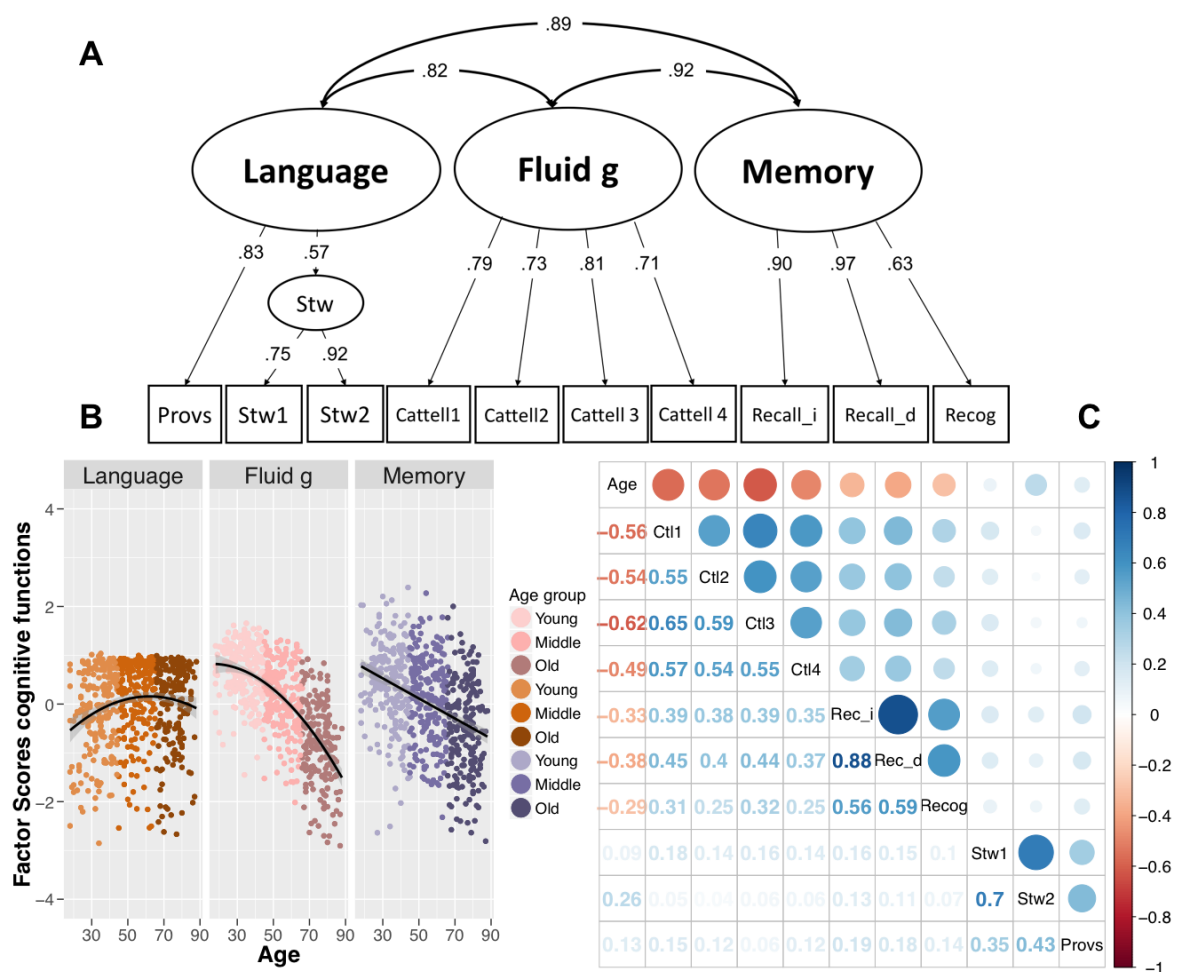 A
.89
.82 .92
Language Fluid g Memory
.83 .57 .79 .73 .81 .71 .90 .97 .63
Stw
.75 .92
Provs Stw1 Stw2 Cattell1 Cattell2 Cattell 3 Cattell 4 Recall_i Recall_d Recog
B
Language Fluid g Memory
Factor Scores cognitive functions
4
2
0
−2
−4
30 50 70 90 30 50 70 90 30 50 70 90
Age
Age group
Young
Middle
Old
Young
Middle
Old
Young
Middle
Old
C
Age
−0.56 Ctl1
−0.54 0.55 Ctl2
−0.62 0.65 0.59 Ctl3
−0.49 0.57 0.54 0.55 Ctl4
−0.33 0.39 0.38 0.39 0.35 Rec_i
−0.38 0.45 0.4 0.44 0.37 0.88 Rec_d
−0.29 0.31 0.25 0.32 0.25 0.56 0.59 Recog
0.09 0.18 0.14 0.16 0.14 0.16 0.15 0.1 Stw1
0.26 0.05 0.04 0.06 0.06 0.13 0.11 0.07 0.7 Stw2
0.13 0.15 0.12 0.06 0.12 0.19 0.18 0.14 0.35 0.43 Provs
1
0.8
0.6
0.4
0.2
0
−0.2
−0.4
−0.6
−0.8
−1